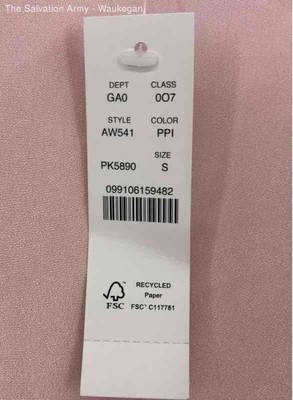 The Salvation Army - Waukegan
DEPT CLASS
GA0 0O7
STYLE COLOR
AW541 PPI
SIZE
PK5890 S
099106159482
RECYCLED
Paper
FSC FSC® C117781